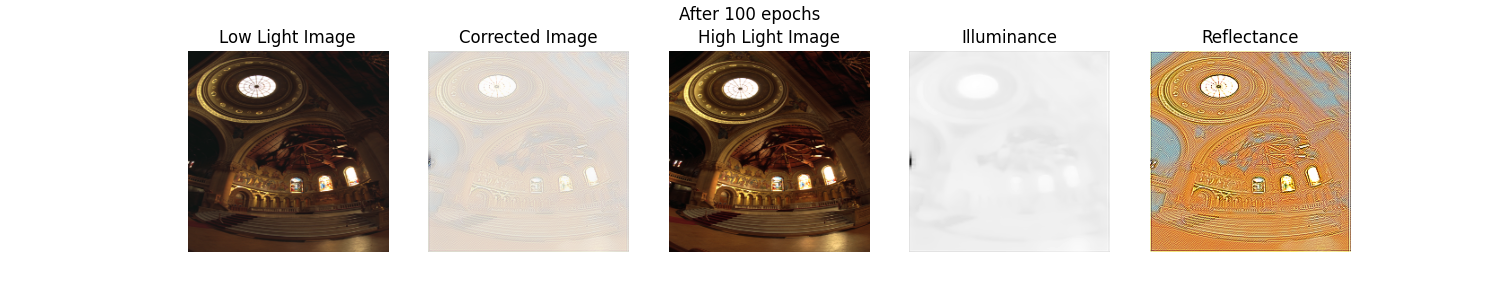 After 100 epochs
Low Light Image
Corrected Image
High Light Image
Illuminance
Reflectance